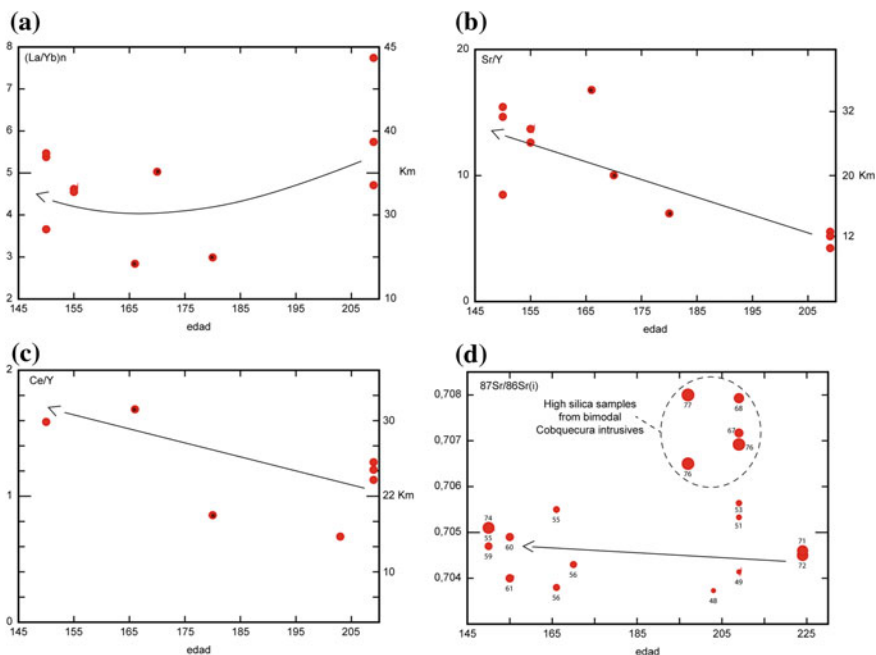 (a)
(La/Yb)n
8
7
6
5
4
3
2
45
40
Km
30
10
145 155 165 175 185 195 205
edad
(b)
Sr/Y
20
10
0
32
20 Km
12
145 155 165 175 185 195 205
edad
(c)
Ce/Y
2
1
0
30
22 Km
10
145 155 165 175 185 195 205
edad
(d)
87Sr/86Sr(i)
0,708
0,707
0,706
0,705
0,704
High silica samples
from bimodal
Cobquecura intrusives
77
68
67
76
76
53
51
55
74
55
59
60
61
56
56
49
48
71
72
145 155 165 175 185 195 205 215 225
edad